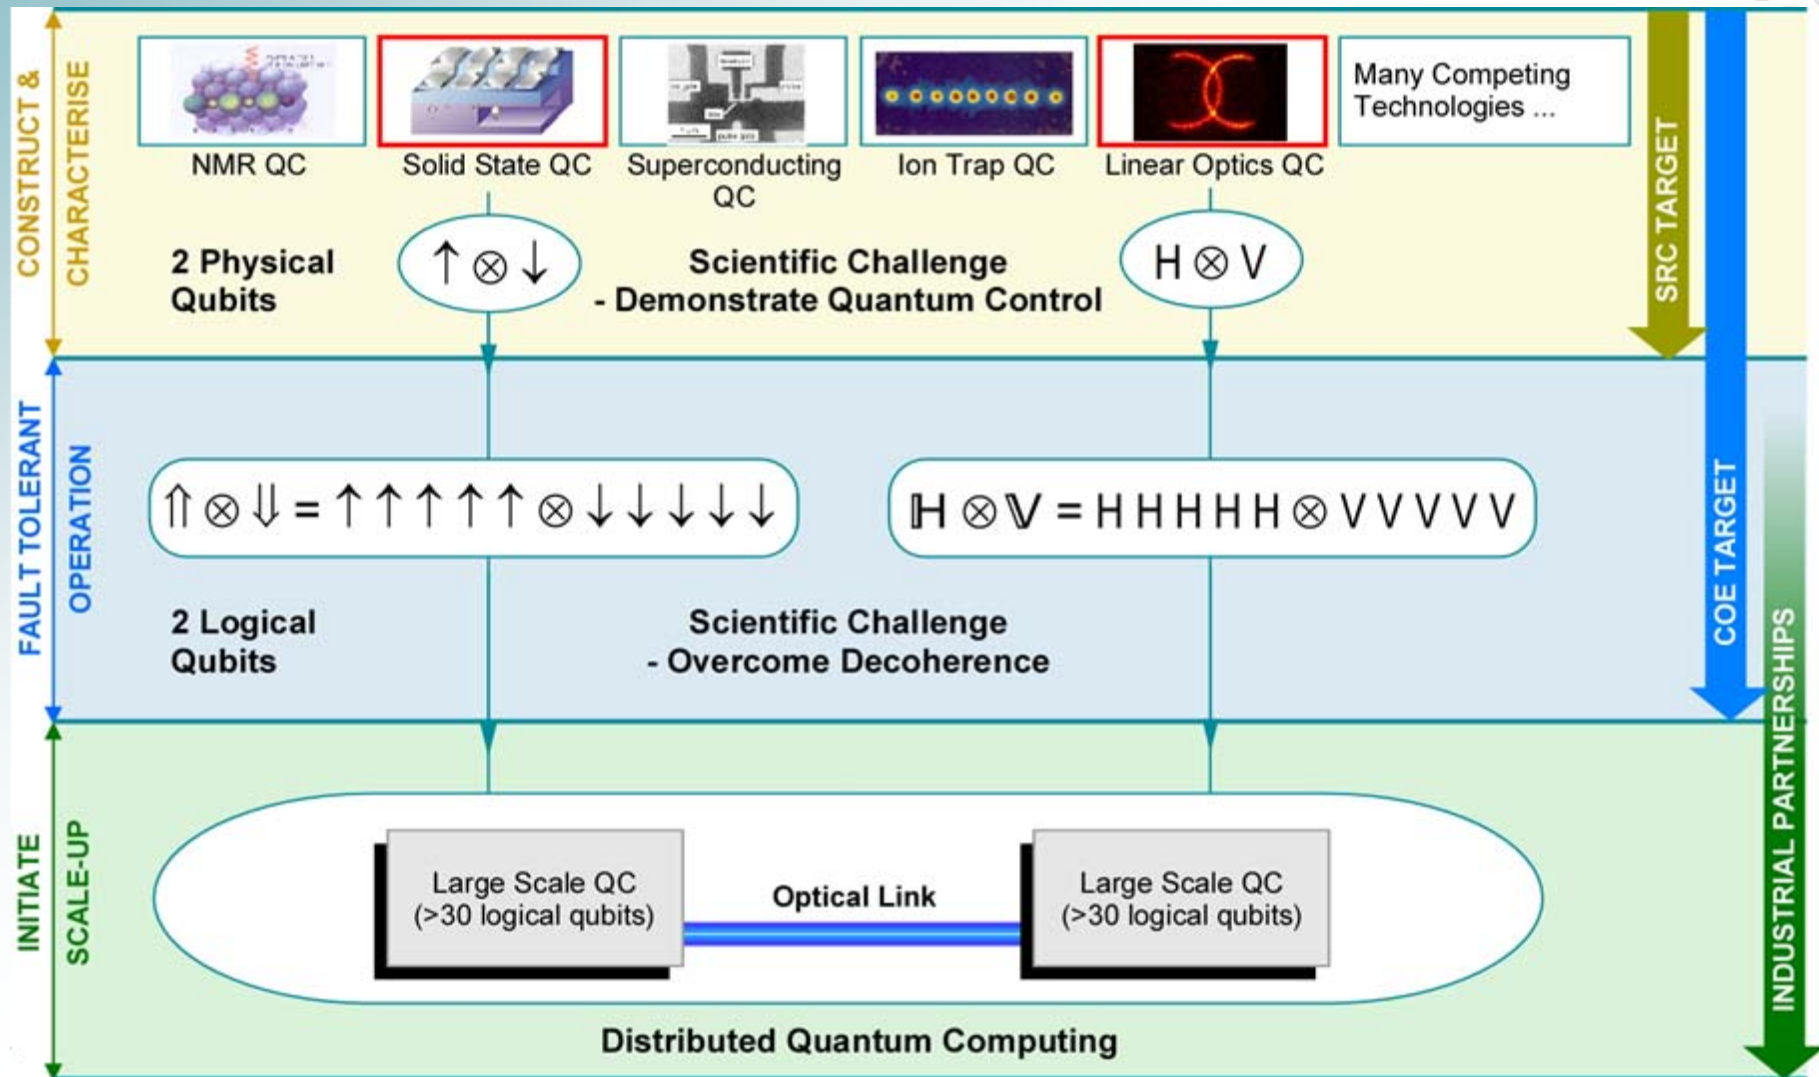 CONSTRUCT &
CHARACTERISE
Many Competing
Technologies ...
NMR QC
Solid State QC
Superconducting
QC
Ion Trap QC
Linear Optics QC
2 Physical
Qubits
↑ ⊗ ↓
Scientific Challenge
- Demonstrate Quantum Control
H ⊗ V
SRC TARGET
FAULT TOLERANT
OPERATION
⇑ ⊗ ⇓ = ↑ ↑ ↑ ↑ ↑ ⊗ ↓ ↓ ↓ ↓ ↓
ℍ ⊗ 𝕍 = H H H H H ⊗ V V V V V
2 Logical
Qubits
Scientific Challenge
- Overcome Decoherence
COE TARGET
INITIATE
SCALE-UP
Large Scale QC
(>30 logical qubits)
Optical Link
Large Scale QC
(>30 logical qubits)
Distributed Quantum Computing
INDUSTRIAL PARTNERSHIPS